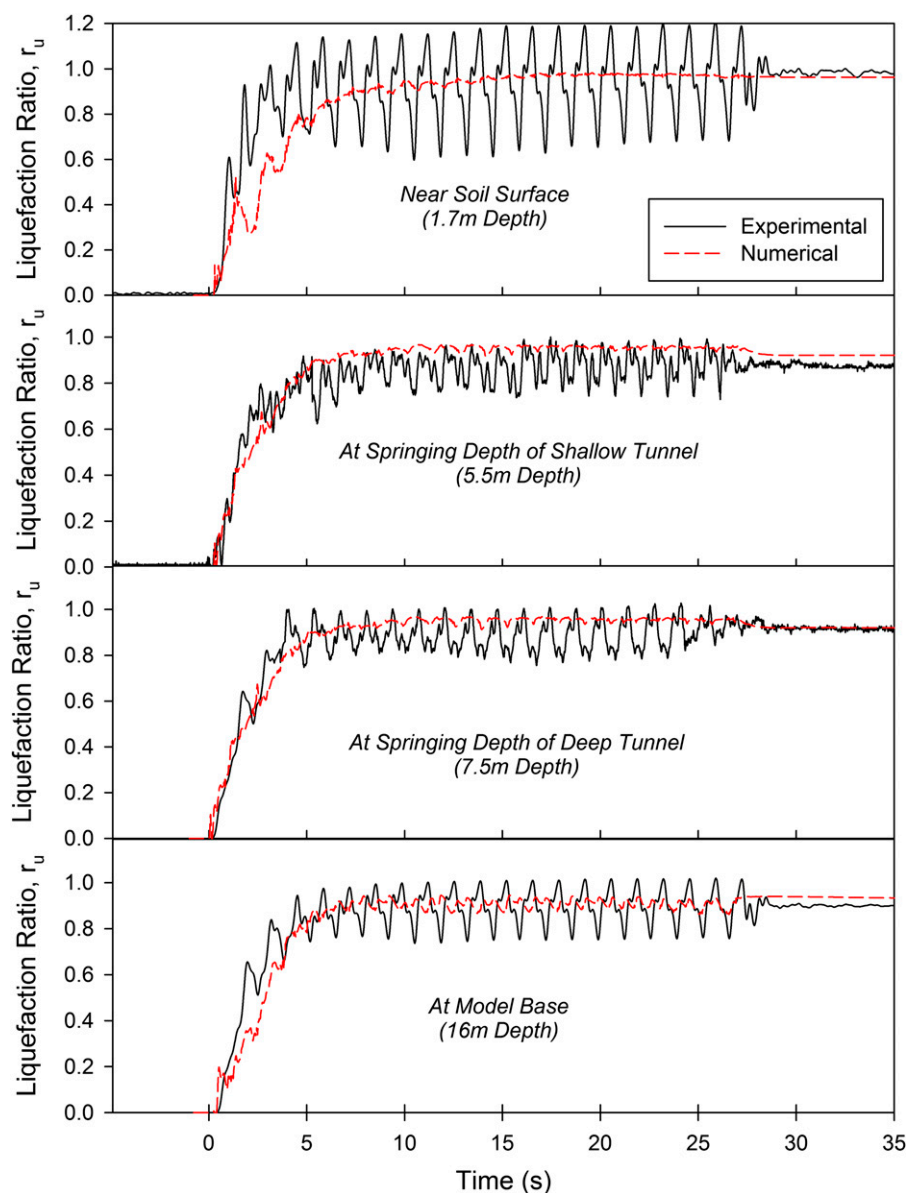 Liquefaction Ratio, r_u
1.2
1.0
0.8
0.6
0.4
0.2
0.0
Near Soil Surface
(1.7m Depth)
Experimental
Numerical
Liquefaction Ratio, r_u
1.0
0.8
0.6
0.4
0.2
0.0
At Springing Depth of Shallow Tunnel
(5.5m Depth)
Liquefaction Ratio, r_u
1.0
0.8
0.6
0.4
0.2
0.0
At Springing Depth of Deep Tunnel
(7.5m Depth)
Liquefaction Ratio, r_u
1.0
0.8
0.6
0.4
0.2
0.0
At Model Base
(16m Depth)
0 5 10 15 20 25 30 35
Time (s)